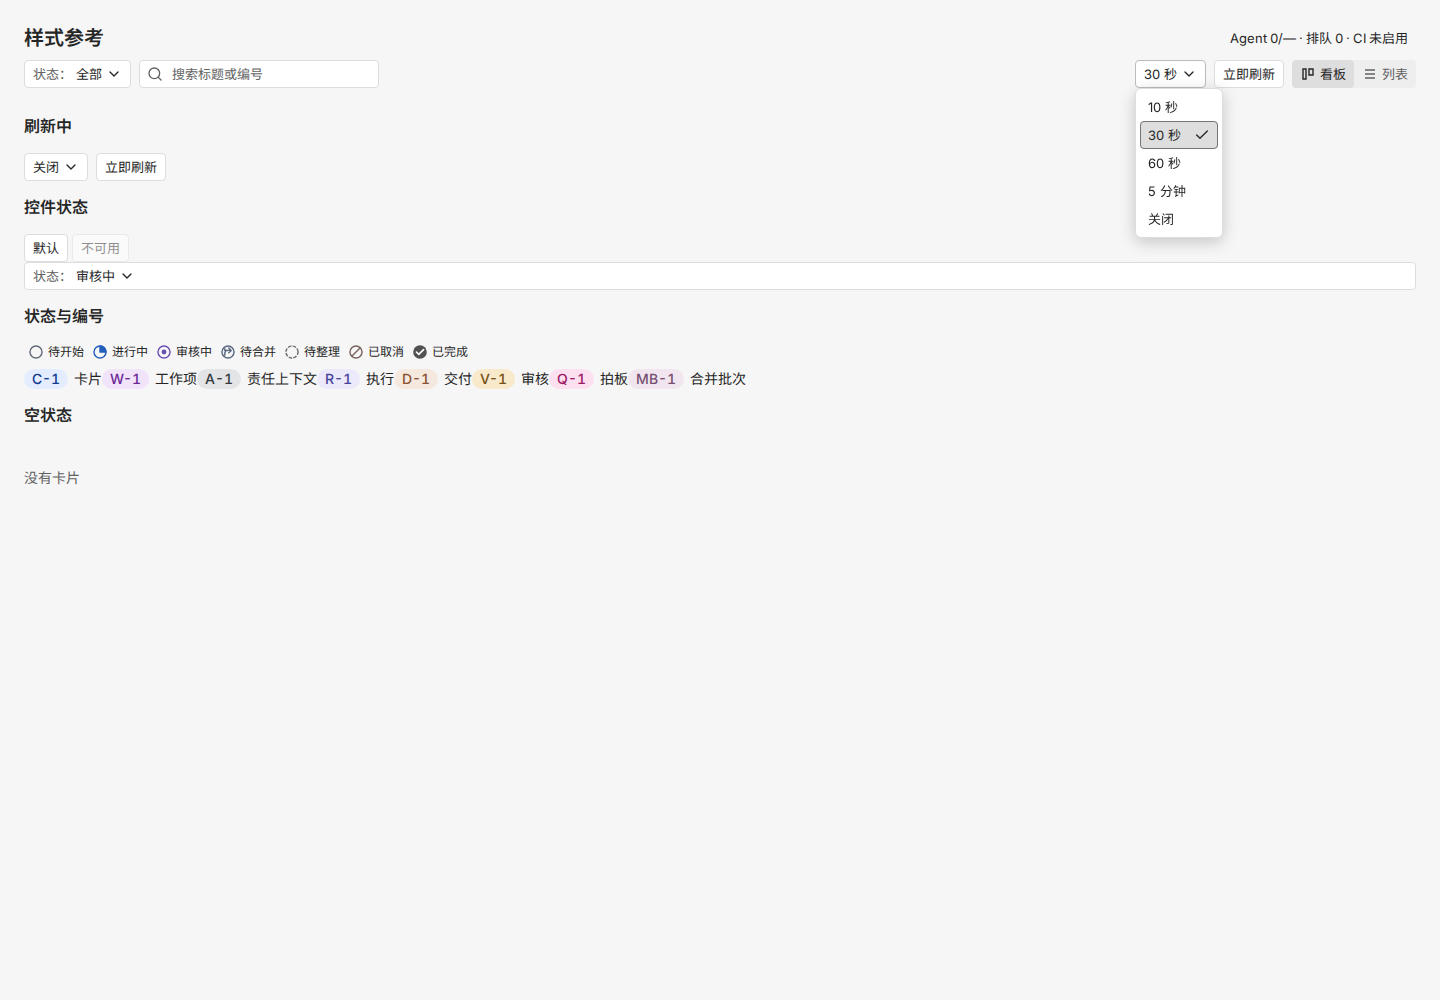 样式参考
Agent 0/— · 排队 0 · CI 未启用
状态： 全部
搜索标题或编号
30 秒
立即刷新
看板
列表
10 秒
30 秒
60 秒
5 分钟
关闭
刷新中
关闭
立即刷新
控件状态
默认
不可用
状态： 审核中
状态与编号
待开始 进行中 审核中 待合并 待整理 已取消 已完成
C-1 卡片 W-1 工作项 A-1 责任上下文 R-1 执行 D-1 交付 V-1 审核 Q-1 拍板 MB-1 合并批次
空状态
没有卡片